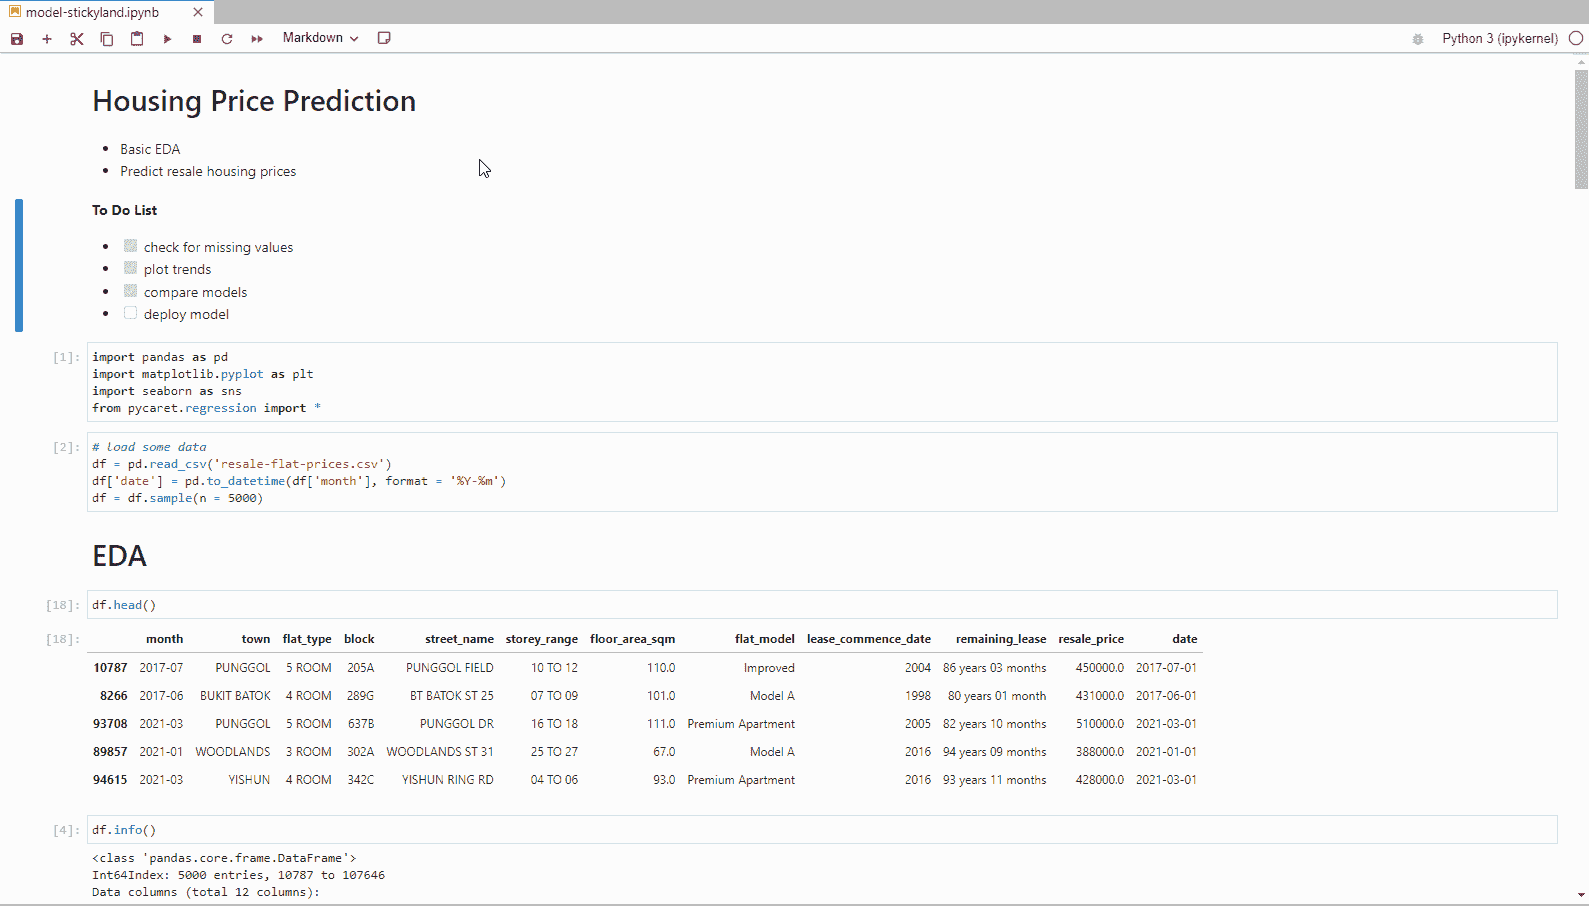 model-stickyland.ipynb
Markdown
Python 3 (ipykernel)
Housing Price Prediction
Basic EDA
Predict resale housing prices
To Do List
check for missing values
plot trends
compare models
deploy model
[1]: import pandas as pd
import matplotlib.pyplot as plt
import seaborn as sns
from pycaret.regression import *
[2]: # load some data
df = pd.read_csv('resale-flat-prices.csv')
df['date'] = pd.to_datetime(df['month'], format = '%Y-%m')
df = df.sample(n = 5000)
EDA
[18]: df.head()
[18]: month town flat_type block street_name storey_range floor_area_sqm flat_model lease_commence_date remaining_lease resale_price date
10787 2017-07 PUNGGOL 5 ROOM 205A PUNGGOL FIELD 10 TO 12 110.0 Improved 2004 86 years 03 months 450000.0 2017-07-01
8266 2017-06 BUKIT BATOK 4 ROOM 289G BT BATOK ST 25 07 TO 09 101.0 Model A 1998 80 years 01 month 431000.0 2017-06-01
93708 2021-03 PUNGGOL 5 ROOM 637B PUNGGOL DR 16 TO 18 111.0 Premium Apartment 2005 82 years 10 months 510000.0 2021-03-01
89857 2021-01 WOODLANDS 3 ROOM 302A WOODLANDS ST 31 25 TO 27 67.0 Model A 2016 94 years 09 months 388000.0 2021-01-01
94615 2021-03 YISHUN 4 ROOM 342C YISHUN RING RD 04 TO 06 93.0 Premium Apartment 2016 93 years 11 months 428000.0 2021-03-01
[4]: df.info()
<class 'pandas.core.frame.DataFrame'>
Int64Index: 5000 entries, 10787 to 107646
Data columns (total 12 columns):